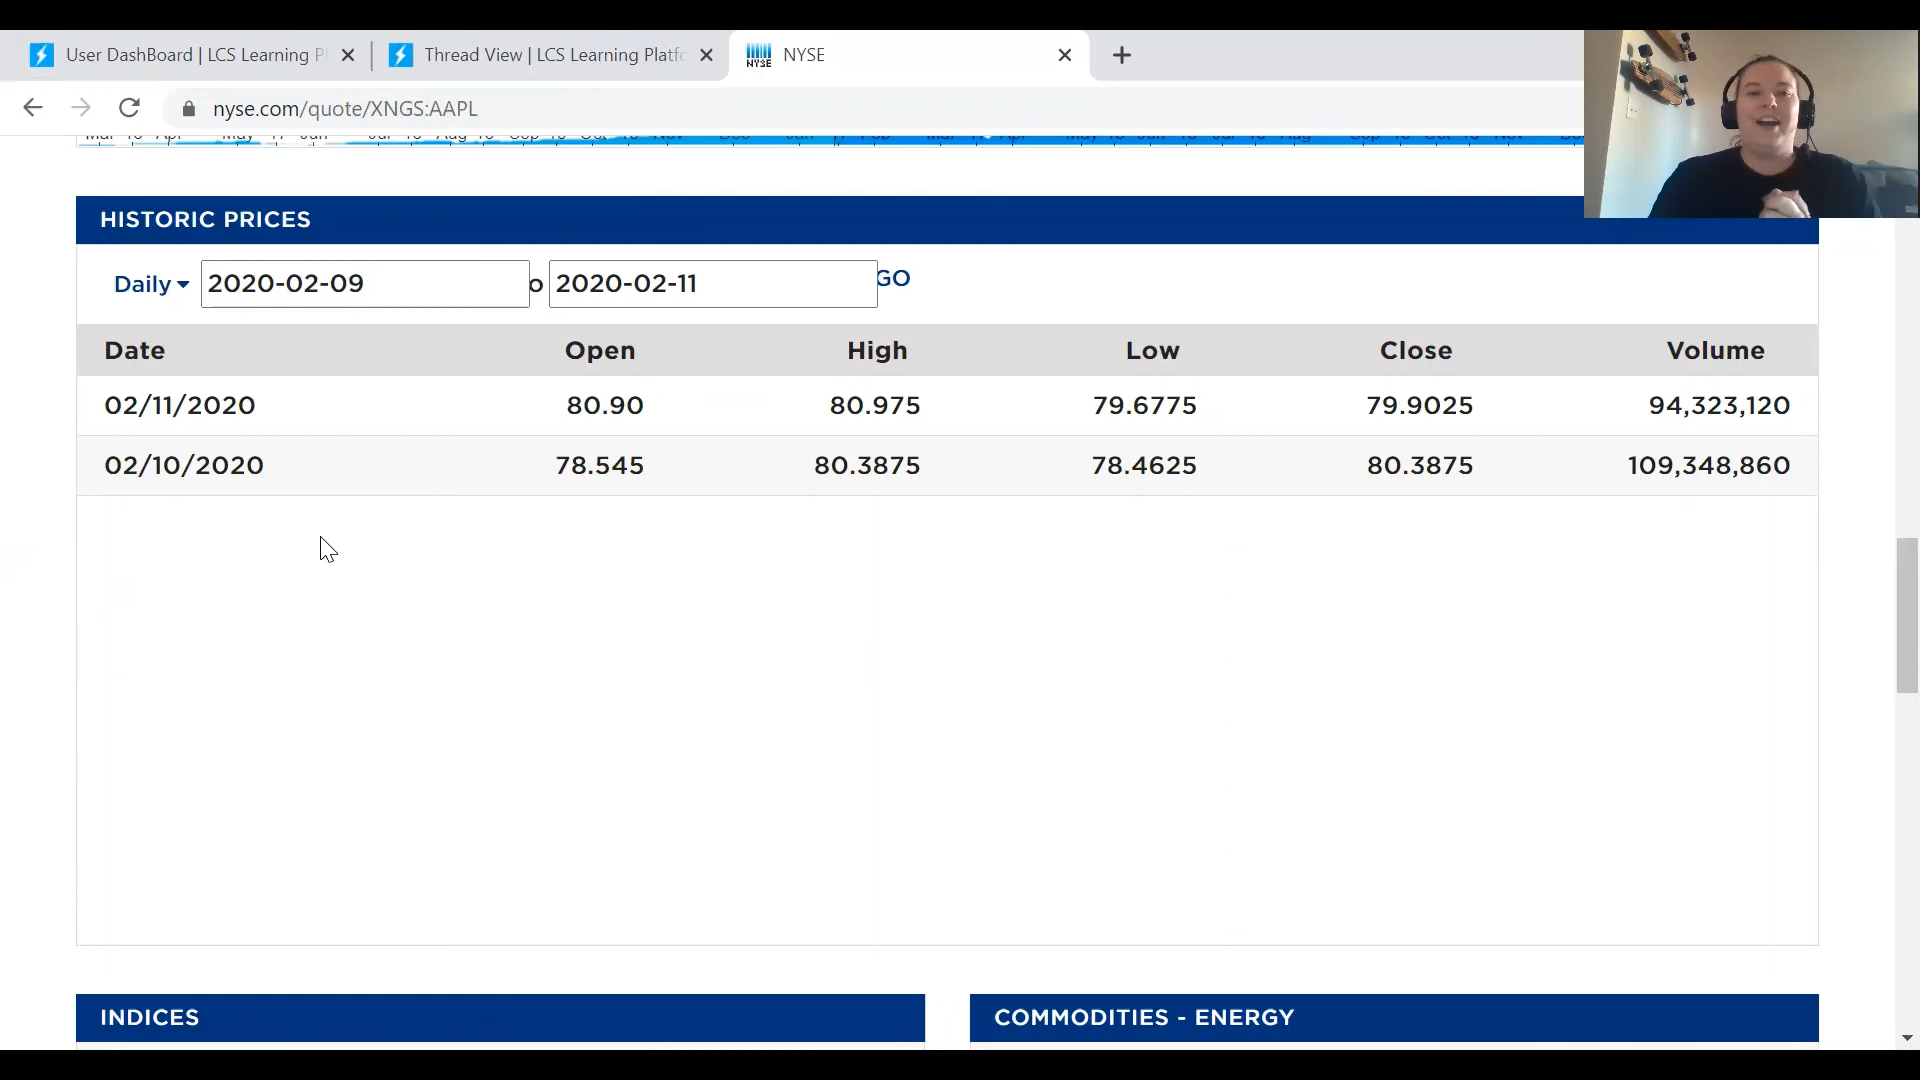 User DashBoard | LCS Learning Pl
Thread View | LCS Learning Platfo
NYSE
NYSE
nyse.com/quote/XNGS:AAPL
HISTORIC PRICES
Daily 2020-02-09 o 2020-02-11 GO
Date Open High Low Close Volume
02/11/2020 80.90 80.975 79.6775 79.9025 94,323,120
02/10/2020 78.545 80.3875 78.4625 80.3875 109,348,860
INDICES
COMMODITIES - ENERGY